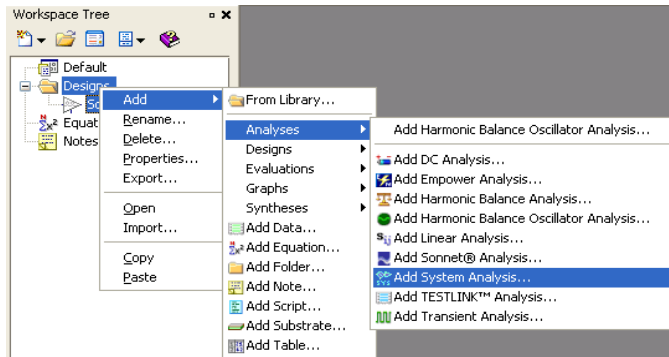 Workspace Tree
Default
Designs
Equat
Notes
Add
Rename...
Delete...
Properties...
Export...
Open
Import...
Copy
Paste
From Library...
Analyses
Designs
Evaluations
Graphs
Syntheses
Add Data...
Add Equation...
Add Folder...
Add Note...
Add Script...
Add Substrate...
Add Table...
Add Harmonic Balance Oscillator Analysis...
Add DC Analysis...
Add Empower Analysis...
Add Harmonic Balance Analysis...
Add Harmonic Balance Oscillator Analysis...
Add Linear Analysis...
Add Sonnet® Analysis...
Add System Analysis...
Add TESTLINK™ Analysis...
Add Transient Analysis...